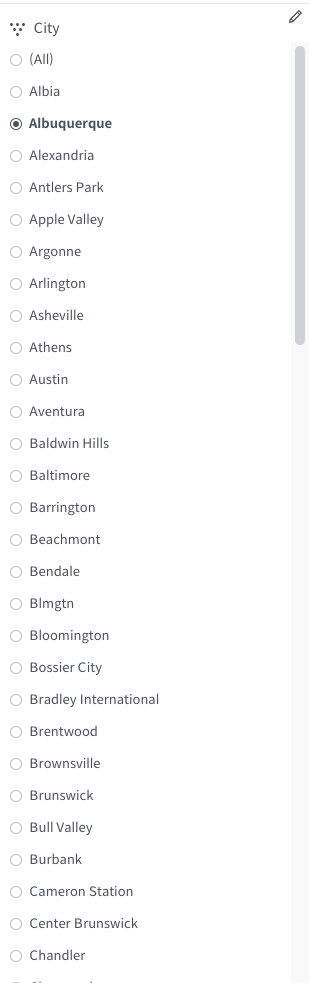 City
(All)
Albia
Albuquerque
Alexandria
Antlers Park
Apple Valley
Argonne
Arlington
Asheville
Athens
Austin
Aventura
Baldwin Hills
Baltimore
Barrington
Beachmont
Bendale
Blmgtn
Bloomington
Bossier City
Bradley International
Brentwood
Brownsville
Brunswick
Bull Valley
Burbank
Cameron Station
Center Brunswick
Chandler